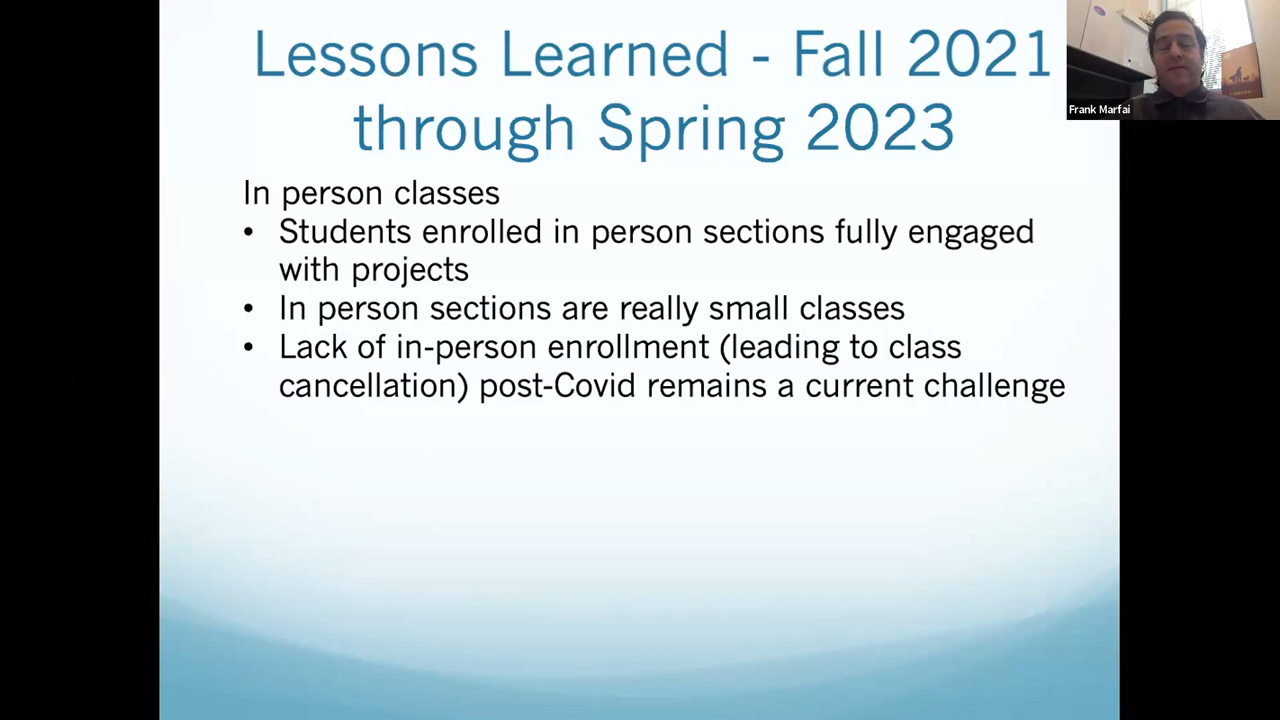 Lessons Learned - Fall 2021
through Spring 2023
Frank Marfai
In person classes
• Students enrolled in person sections fully engaged
with projects
• In person sections are really small classes
• Lack of in-person enrollment (leading to class
cancellation) post-Covid remains a current challenge